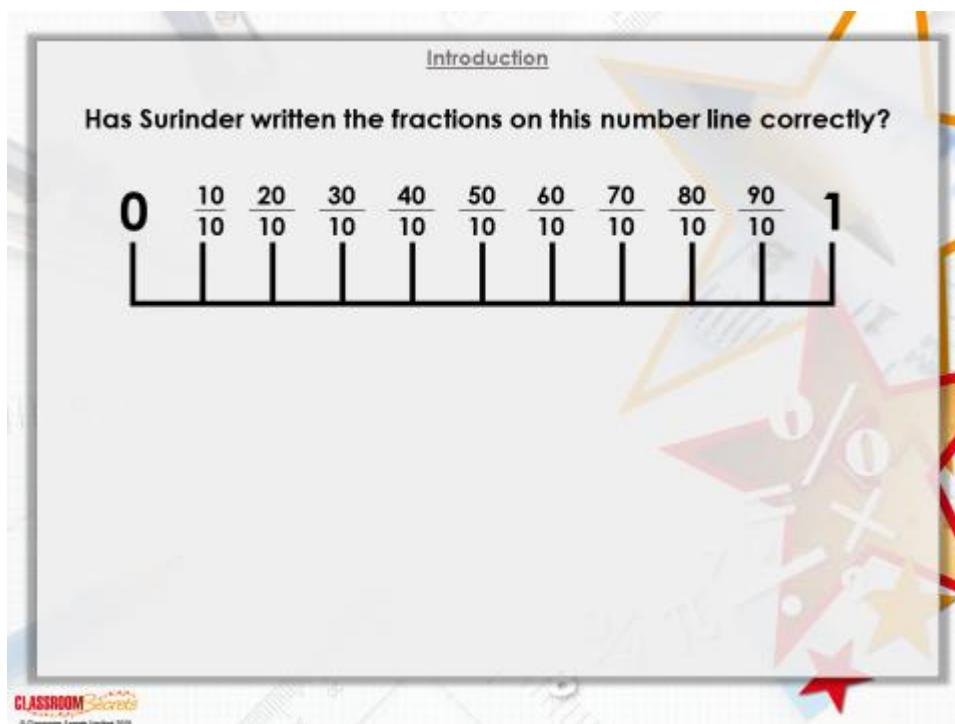 Introduction
Has Surinder written the fractions on this number line correctly?
0 10/10 20/10 30/10 40/10 50/10 60/10 70/10 80/10 90/10 1
CLASSROOM Secrets